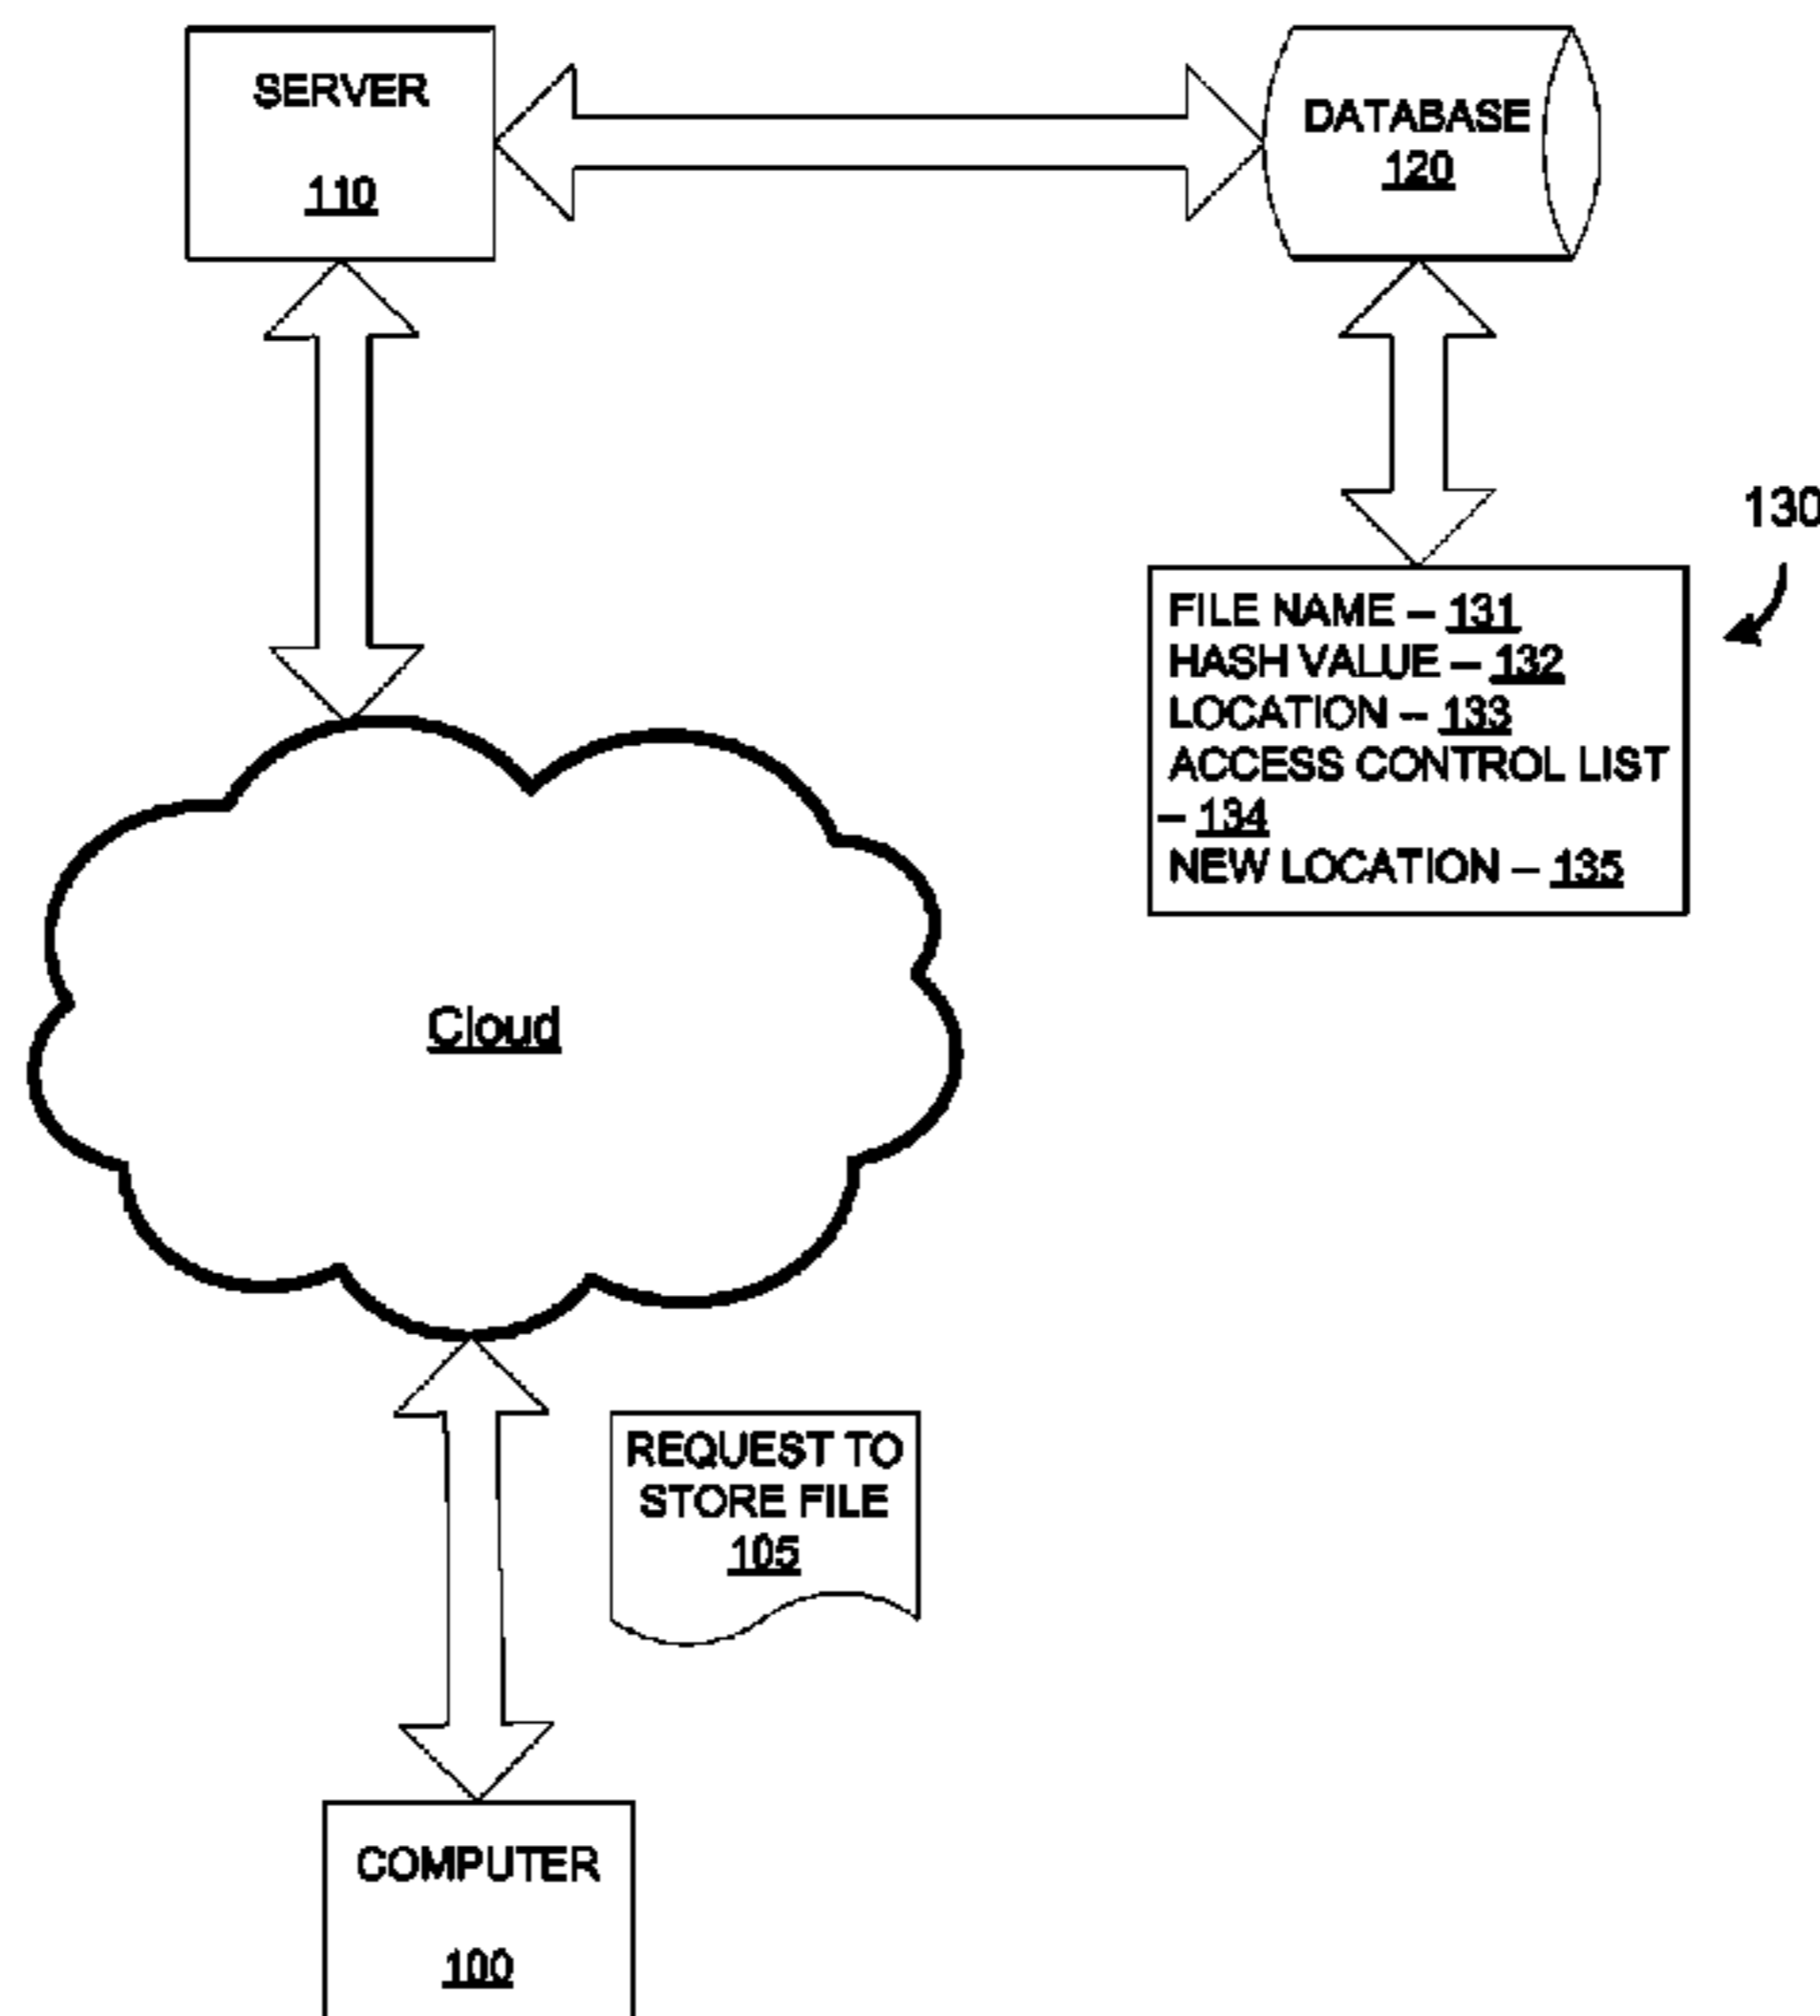 SERVER
110
DATABASE
120
130
FILE NAME – 131
HASH VALUE – 132
LOCATION – 133
ACCESS CONTROL LIST
– 134
NEW LOCATION – 135
Cloud
REQUEST TO
STORE FILE
105
COMPUTER
100